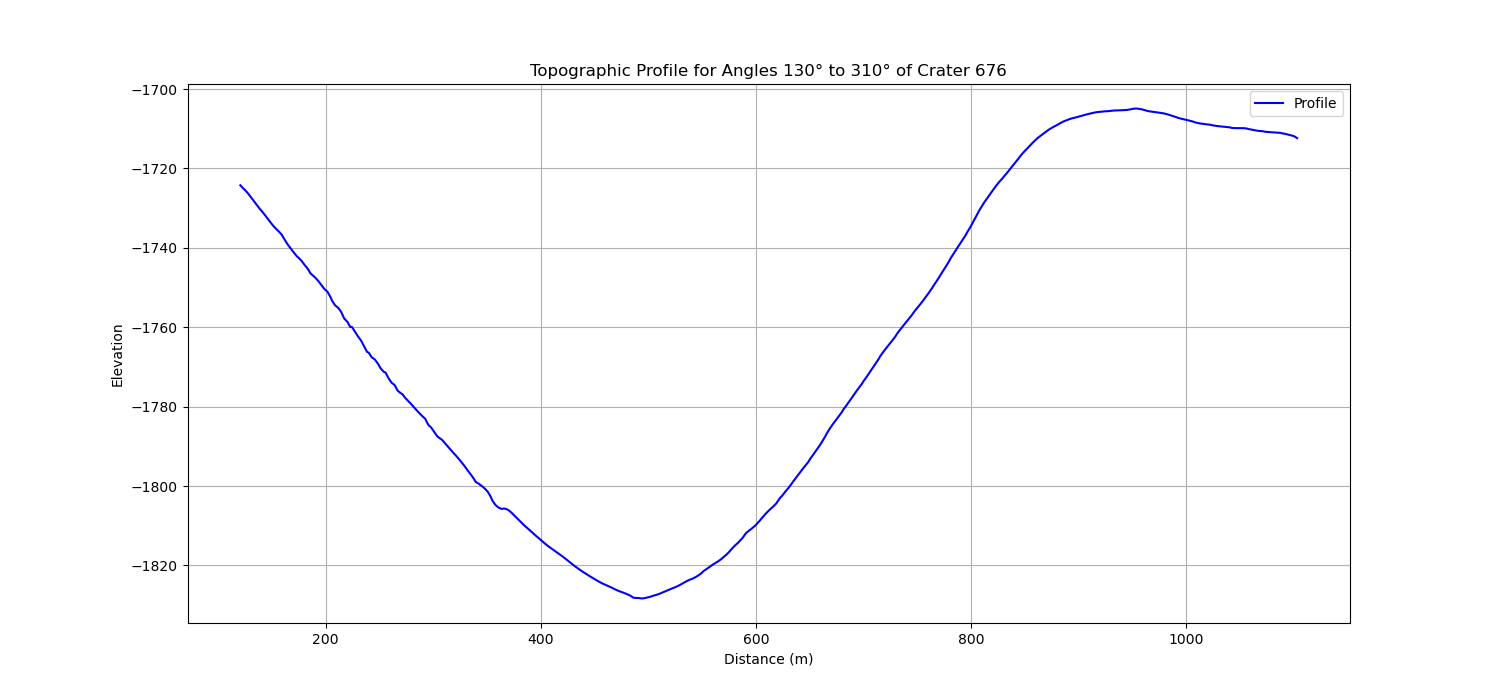 Topographic Profile for Angles 130° to 310° of Crater 676
Profile
−1700
−1720
−1740
−1760
−1780
−1800
−1820
Elevation
200 400 600 800 1000
Distance (m)